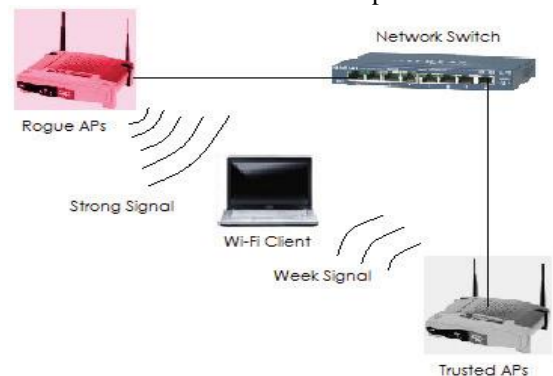 Network Switch
Rogue APs
Strong Signal
Wi-Fi Client
Week Signal
Trusted APs